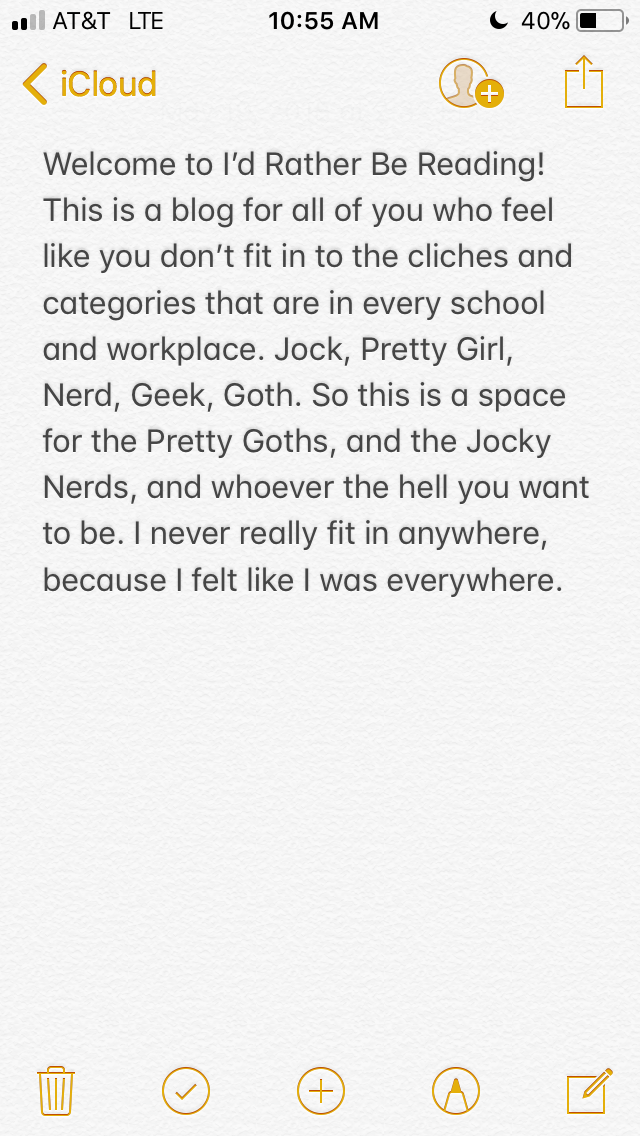 AT&T LTE 10:55 AM 40%
iCloud
Welcome to I’d Rather Be Reading!
This is a blog for all of you who feel
like you don’t fit in to the cliches and
categories that are in every school
and workplace. Jock, Pretty Girl,
Nerd, Geek, Goth. So this is a space
for the Pretty Goths, and the Jocky
Nerds, and whoever the hell you want
to be. I never really fit in anywhere,
because I felt like I was everywhere.